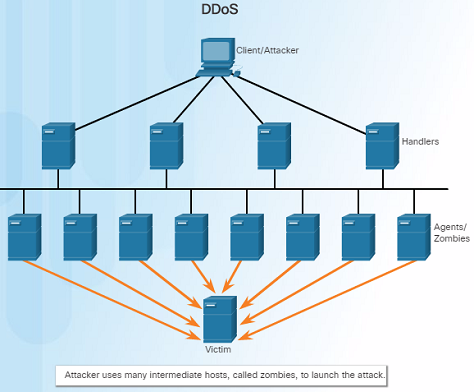 DDoS
Client/Attacker
Handlers
Agents/
Zombies
Victim
Attacker uses many intermediate hosts, called zombies, to launch the attack.